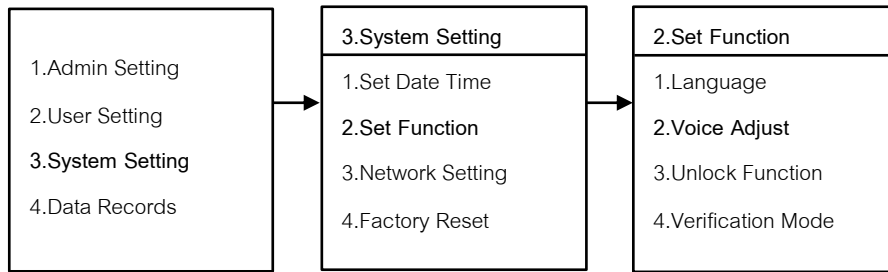 1.Admin Setting
2.User Setting
3.System Setting
4.Data Records
3.System Setting
1.Set Date Time
2.Set Function
3.Network Setting
4.Factory Reset
2.Set Function
1.Language
2.Voice Adjust
3.Unlock Function
4.Verification Mode